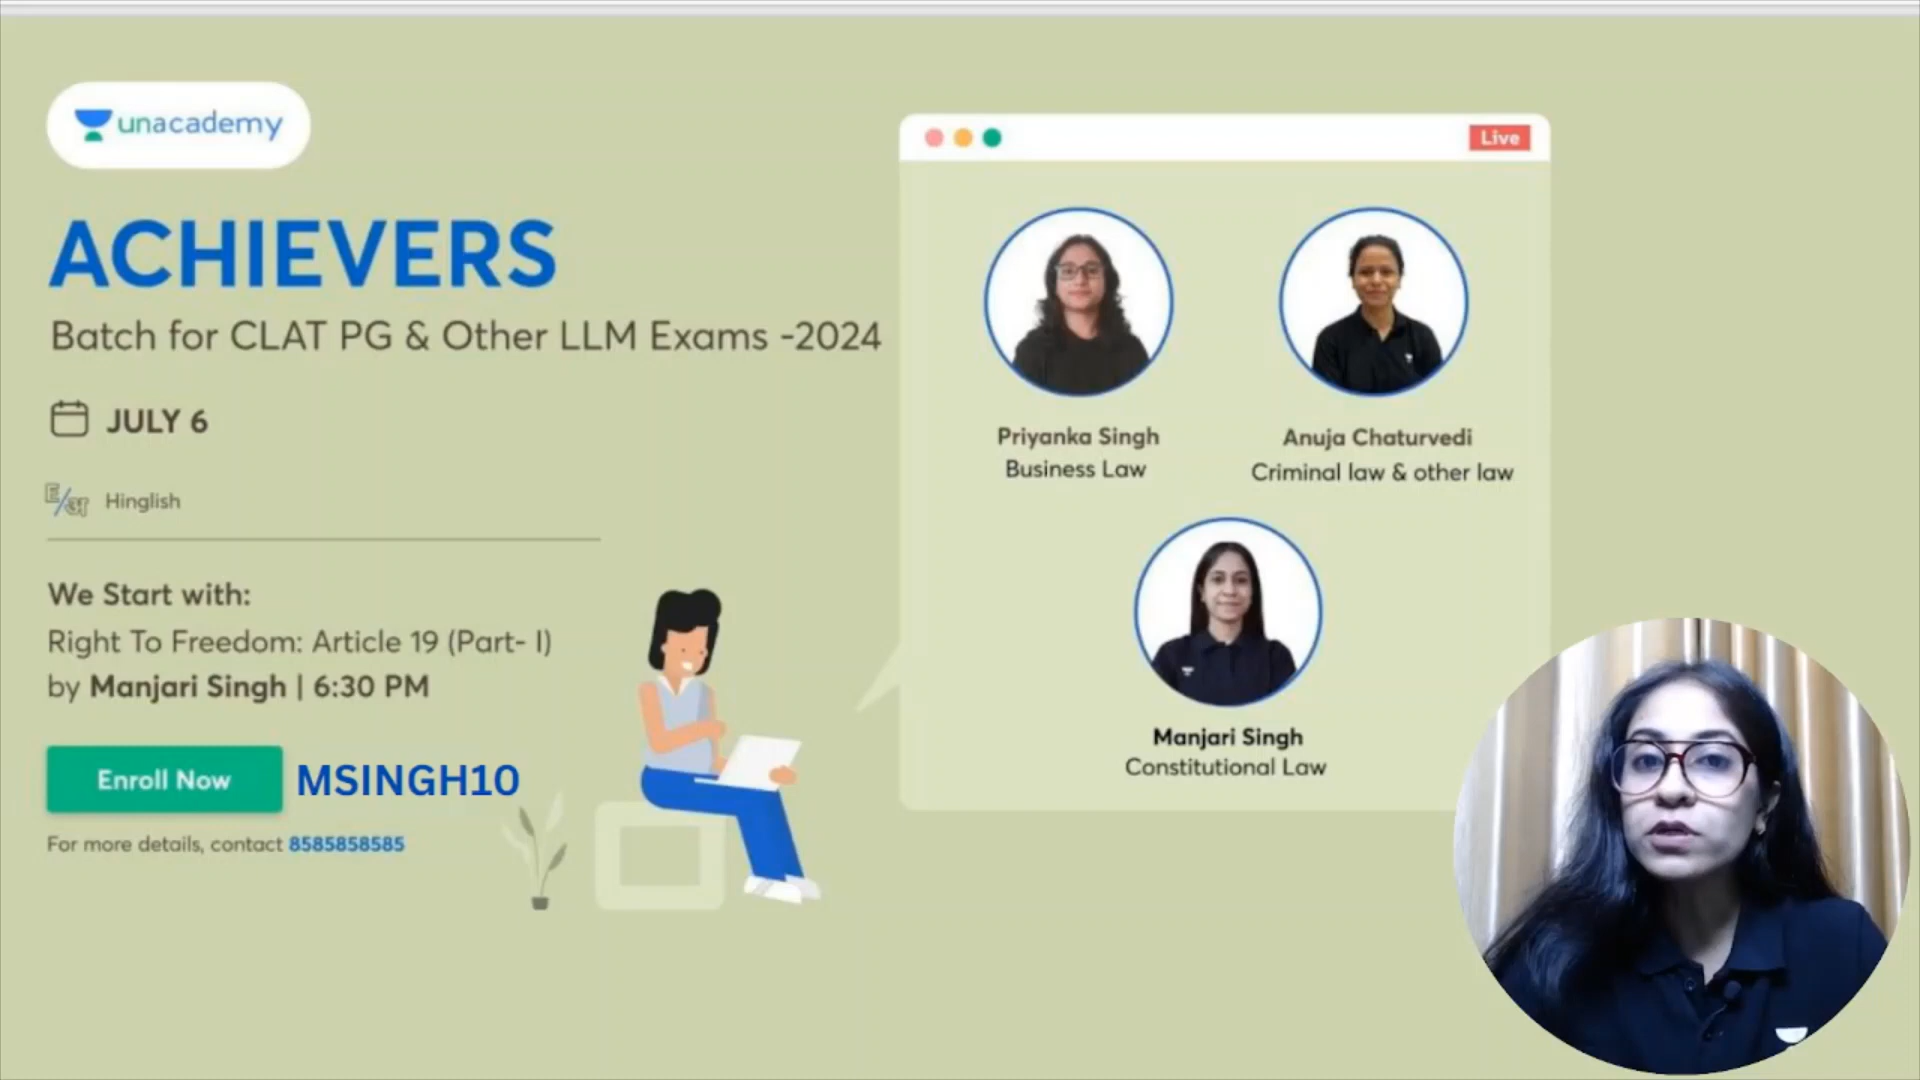 unacademy
ACHIEVERS
Batch for CLAT PG & Other LLM Exams -2024
JULY 6
E/अ Hinglish
We Start with:
Right To Freedom: Article 19 (Part- I)
by Manjari Singh | 6:30 PM
Enroll Now MSINGH10
For more details, contact 8585858585
Live
Priyanka Singh
Business Law
Anuja Chaturvedi
Criminal law & other law
Manjari Singh
Constitutional Law